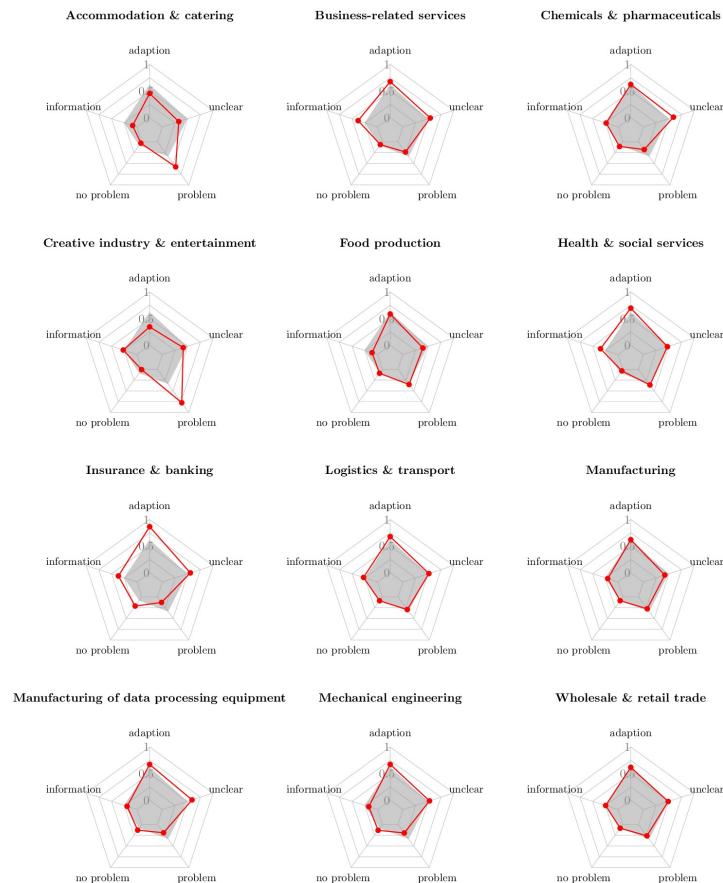 Accommodation & catering
adaption
1
0.5
0
information
unclear
no problem
problem
Business-related services
adaption
1
0.5
0
information
unclear
no problem
problem
Chemicals & pharmaceuticals
adaption
1
0.5
0
information
unclear
no problem
problem
Creative industry & entertainment
adaption
1
0.5
0
information
unclear
no problem
problem
Food production
adaption
1
0.5
0
information
unclear
no problem
problem
Health & social services
adaption
1
0.5
0
information
unclear
no problem
problem
Insurance & banking
adaption
1
0.5
0
information
unclear
no problem
problem
Logistics & transport
adaption
1
0.5
0
information
unclear
no problem
problem
Manufacturing
adaption
1
0.5
0
information
unclear
no problem
problem
Manufacturing of data processing equipment
adaption
1
0.5
0
information
unclear
no problem
problem
Mechanical engineering
adaption
1
0.5
0
information
unclear
no problem
problem
Wholesale & retail trade
adaption
1
0.5
0
information
unclear
no problem
problem